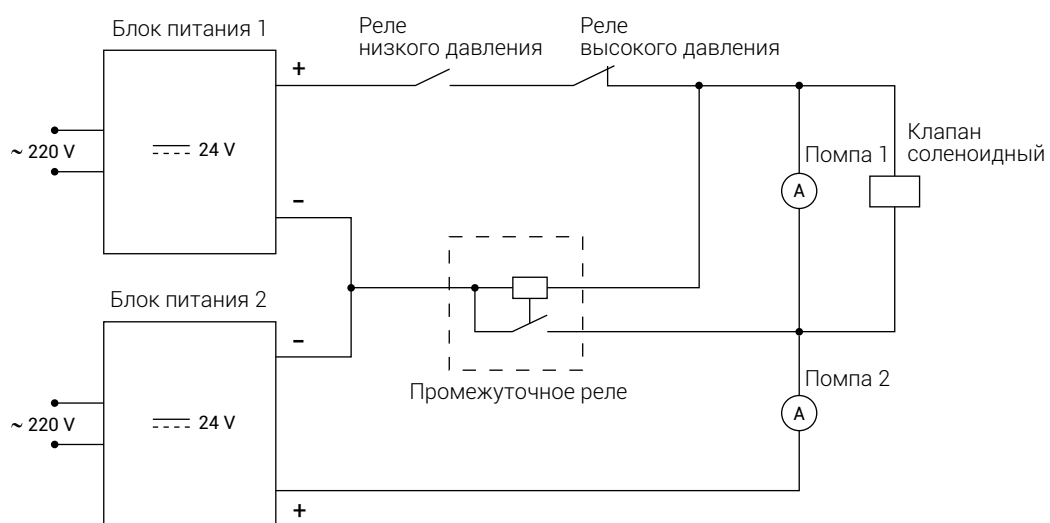 Блок питания 1
Реле
низкого давления
Реле
высокого давления
+
~ 220 V
24 V
Помпа 1
A
Клапан
соленоидный
−
Блок питания 2
−
Промежуточное реле
Помпа 2
A
~ 220 V
24 V
+